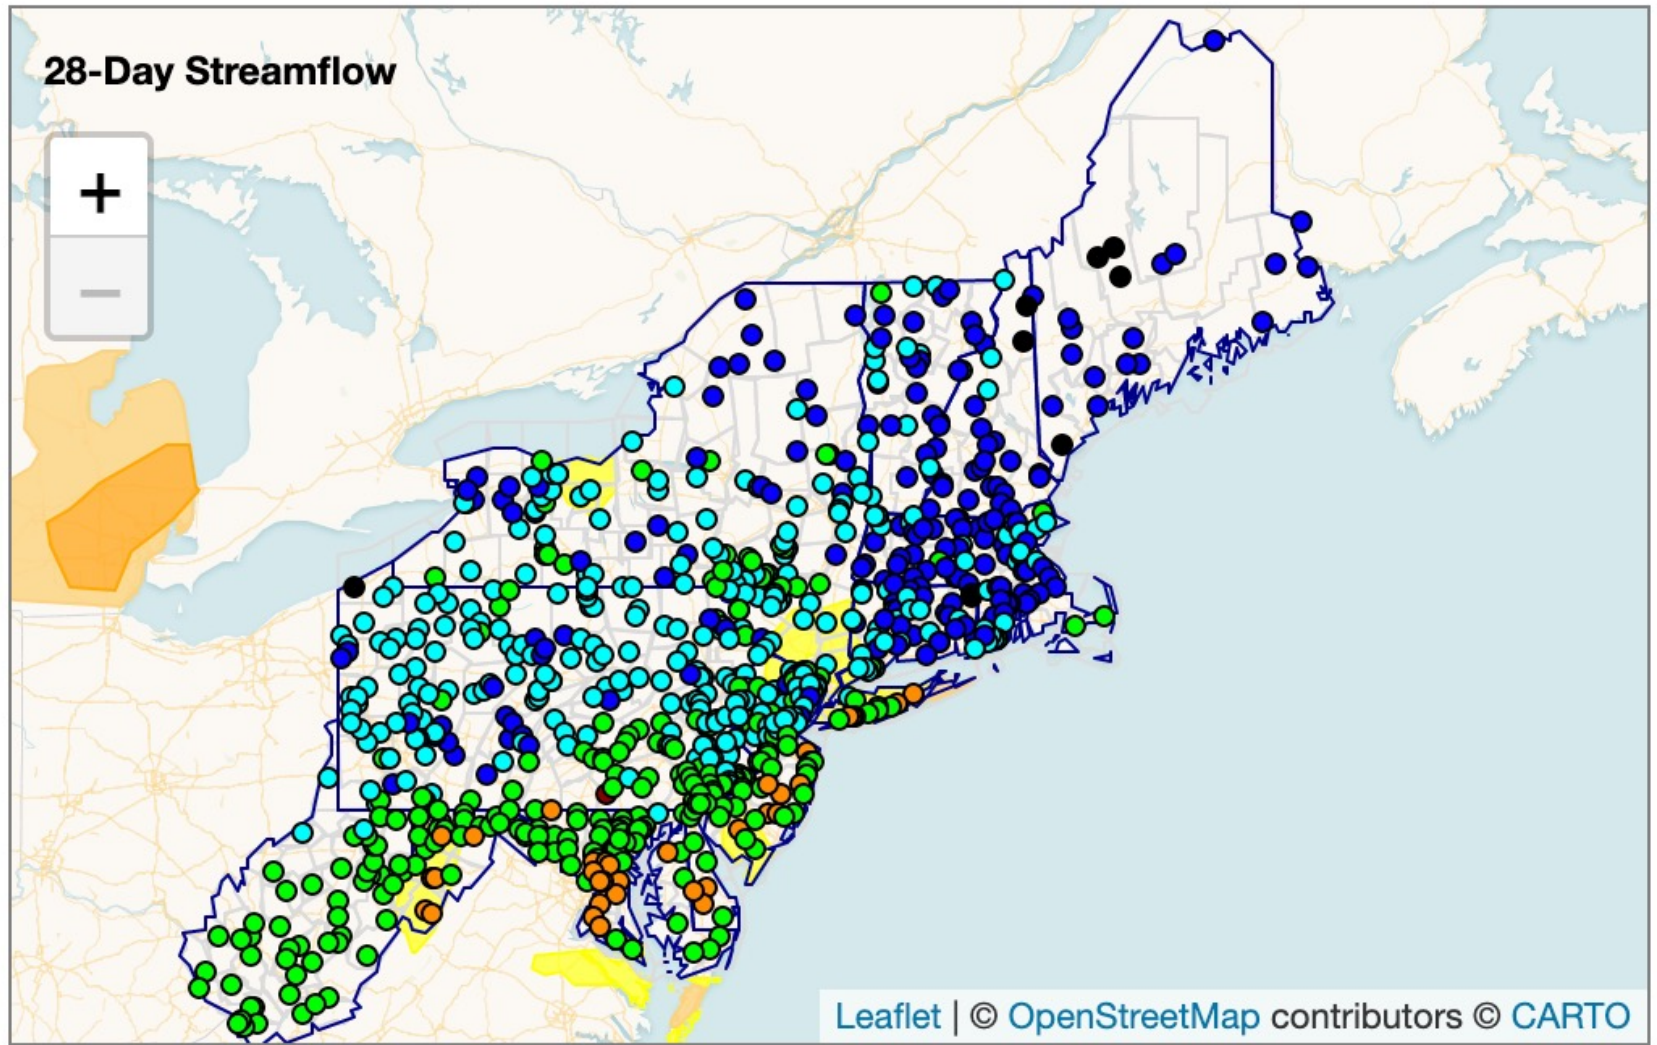 28-Day Streamflow
+
−
Leaflet | © OpenStreetMap contributors © CARTO